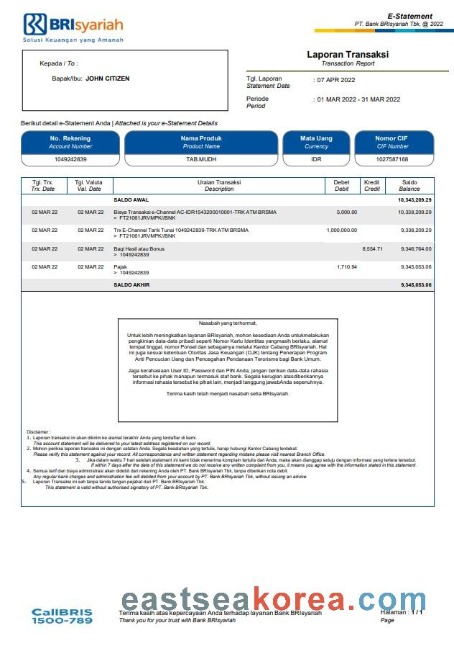 BRIsyariah
Solusi Keuangan yang Amanah
E-Statement
PT. Bank BRIsyariah Tbk. @ 2022
Kepada / To :
Bapak/Ibu: JOHN CITIZEN
Laporan Transaksi
Transaction Report
Tgl. Laporan : 07 APR 2022
Statement Date
Periode : 01 MAR 2022 - 31 MAR 2022
Period
Berikut detail e-Statement Anda | Attached is your e-Statement Details
No. Rekening Nama Produk Mata Uang Nomor CIF
Account Number Product Name Currency CIF Number
1049242839 TAB.MUDH IDR 1027587168
Tgl. Trx. Tgl. Valuta Uraian Transaksi Debet Kredit Saldo
Trx. Date Val. Date Description Debit Credit Balance
SALDO AWAL 10,343,209.29
02 MAR 22 02 MAR 22 Biaya Transaksi e-Channel AC-IDR1043200010001-TRK ATM BRSMA 5,000.00 10,338,209.29
> FT21061JRVMPK//BNK
02 MAR 22 02 MAR 22 Trx E-Channel Tarik Tunai 1049242839-TRK ATM BRSMA 1,000,000.00 9,338,209.29
> FT21061JRVMPK//BNK
02 MAR 22 02 MAR 22 Bagi Hasil atau Bonus 8,554.71 9,346,764.00
> 1049242839
02 MAR 22 02 MAR 22 Pajak 1,710.94 9,345,053.06
> 1049242839
SALDO AKHIR 9,345,053.06
Nasabah yang terhormat,
Untuk lebih meningkatkan layanan BRIsyariah, mohon kesediaan Anda untuk melakukan
pengkinian data-data pribadi seperti Nomor Kartu Identitas yang masih berlaku, alamat
tempat tinggal, nomor Ponsel dan sebagainya melalui Kantor Cabang BRIsyariah. Hal
ini juga sesuai ketentuan Otoritas Jasa Keuangan (OJK) tentang Penerapan Program
Anti Pencucian Uang dan Pencegahan Pendanaan Terorisme bagi Bank Umum.
Jaga kerahasiaan User ID, Password dan PIN Anda, jangan berikan data-data rahasia
tersebut ke pihak manapun termasuk staf bank. Segala kerugian atas diberikannya
informasi rahasia tersebut ke pihak lain, menjadi tanggung jawab Anda sepenuhnya.
Terima kasih telah menjadi nasabah setia BRIsyariah.
Disclaimer :
1. Laporan transaksi ini akan dikirim ke alamat terakhir Anda yang terdaftar di kami.
This account statement will be delivered to your latest address registered on our record.
2. Mohon periksa laporan transaksi ini dengan validan Anda. Segala kesalahan yang tertulis, harap hubungi Kantor Cabang terdekat.
Please verify this statement against your record. All correspondence and written statement regarding mistake please visit nearest Branch Office.
3. Jika dalam waktu 7 hari setelah statement ini kami tidak menerima komplain tertulis dari Anda, maka akan dianggap setuju dengan informasi yang tertera tersebut.
If within 7 days after the date of this statement we do not receive any written complaint from you, it means you agree with the information stated in this statement.
4. Semua tarif dan biaya administrasi akan didebit dari rekening Anda oleh PT. Bank BRIsyariah Tbk, tanpa diberikan nota debit.
Any regular bank charges and administration fee will debited from your account by PT. Bank BRIsyariah Tbk, without issuing an advice.
5. Laporan Transaksi ini sah tanpa tanda tangan pejabat dari PT. Bank BRIsyariah Tbk.
This statement is valid without authorised signatory of PT. Bank BRIsyariah Tbk.
eastseakorea.com
CallBRIS
1500-789
Terima kasih atas kepercayaan Anda terhadap layanan Bank BRIsyariah
Thank you for your trust with Bank BRIsyariah
Halaman : 1 / 1
Page